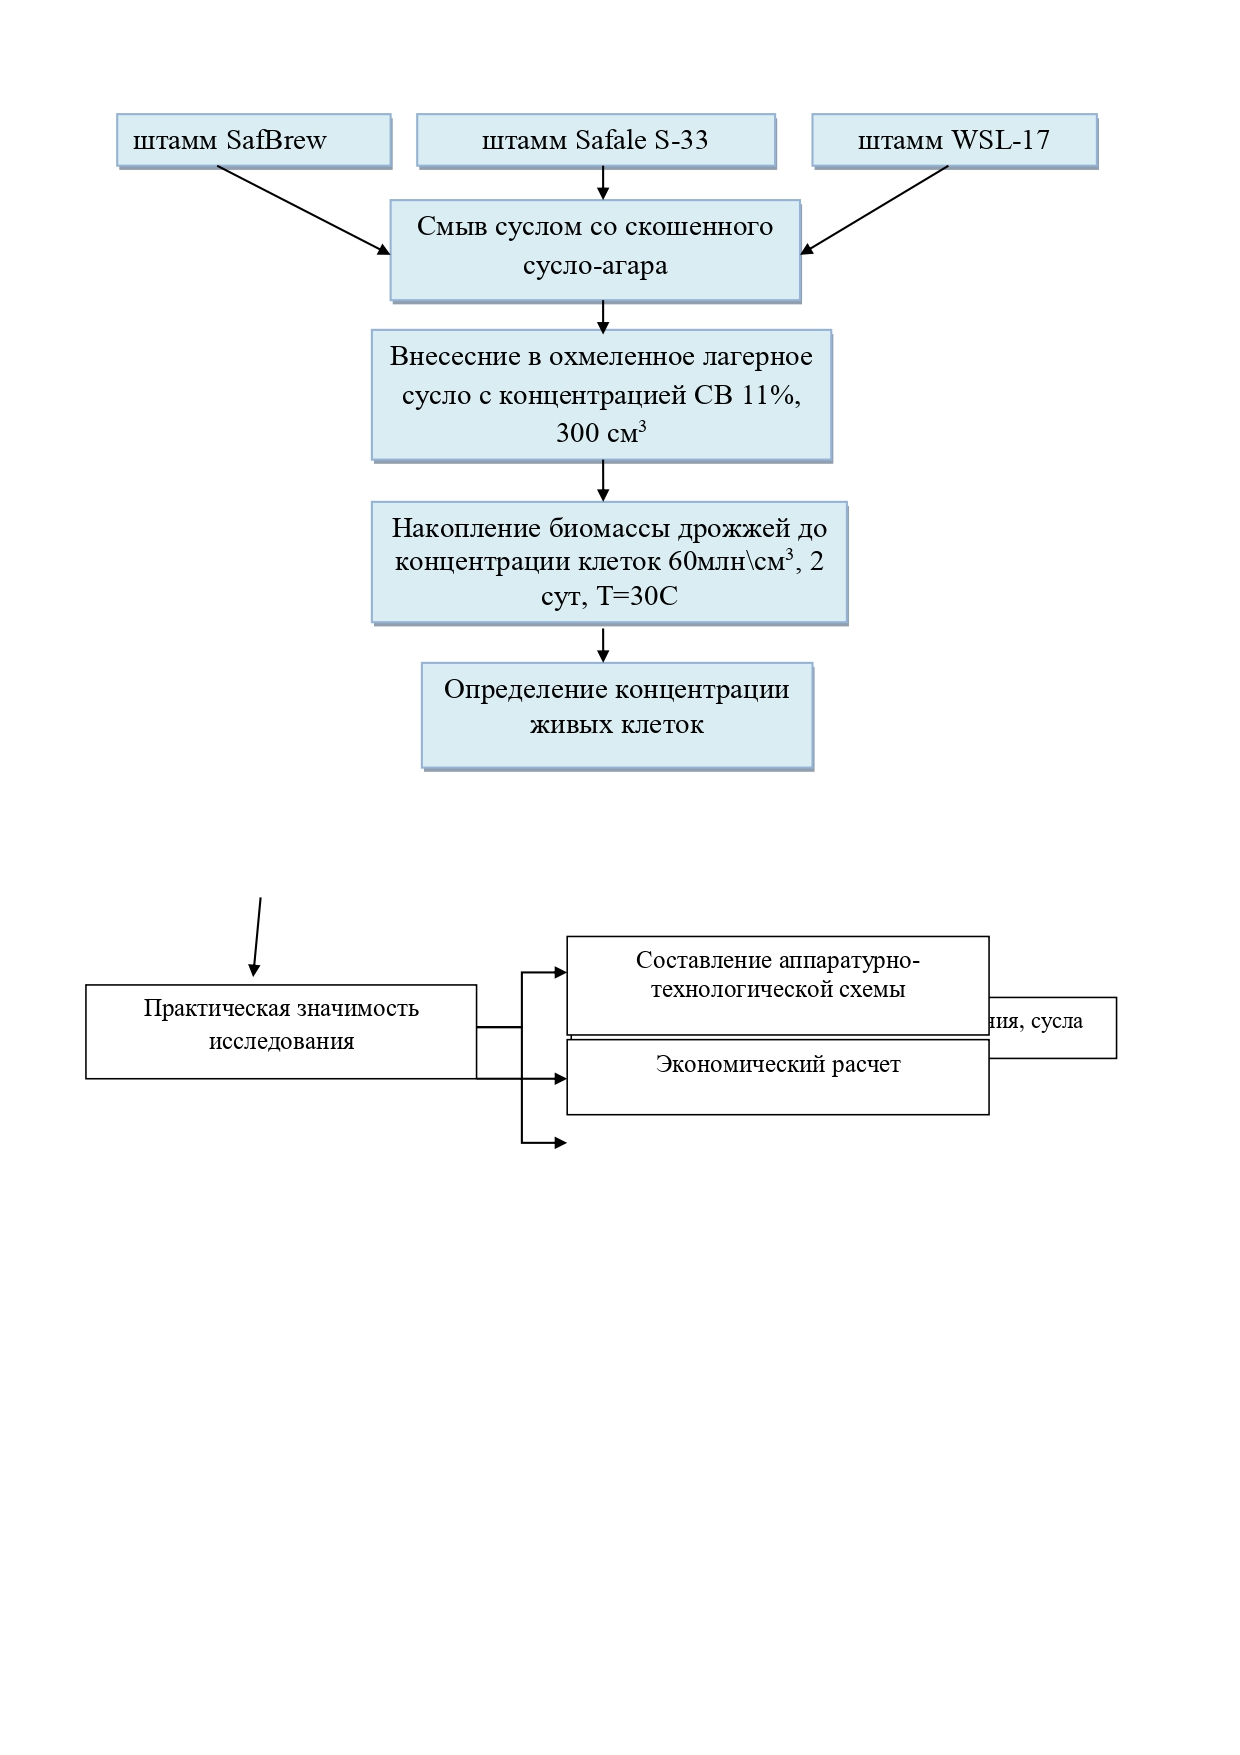 штамм SafBrew
штамм Safale S-33
штамм WSL-17
Смыв суслом со скошенного
сусло-агара
Внесесние в охмеленное лагерное
сусло с концентрацией СВ 11%,
300 см³
Накопление биомассы дрожжей до
концентрации клеток 60млн\см³, 2
сут, Т=30С
Определение концентрации
живых клеток
Практическая значимость
исследования
Составление аппаратурно-
технологической схемы
сусла
Экономический расчет